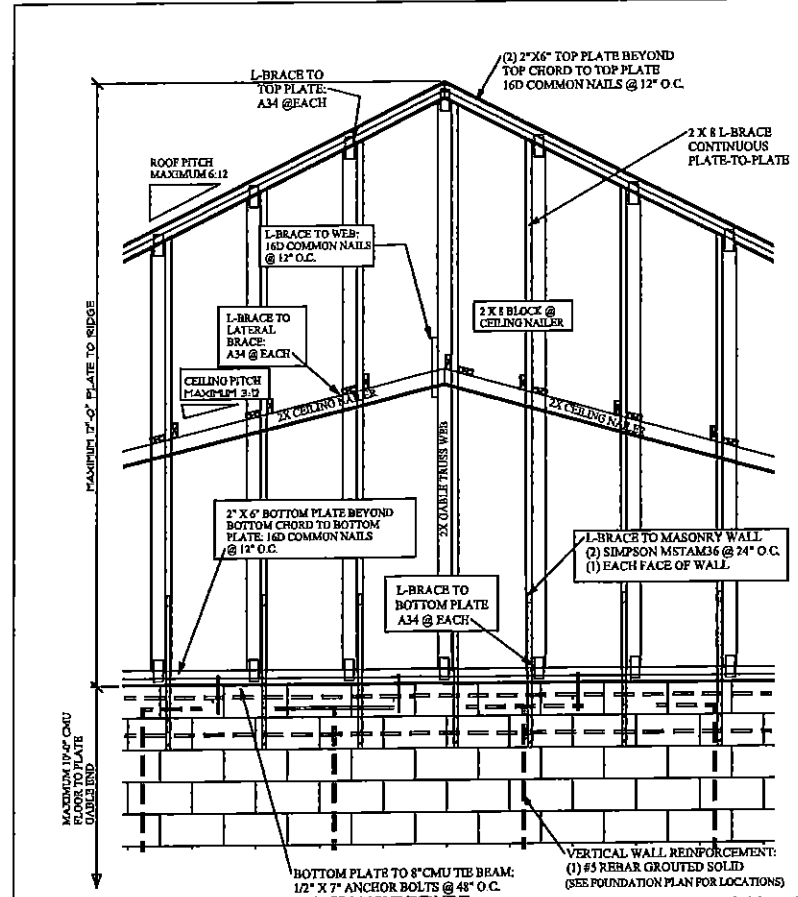 (2) 2"X6" TOP PLATE BEYOND
TOP CHORD TO TOP PLATE
16D COMMON NAILS @ 12" O.C.
L-BRACE TO
TOP PLATE:
A34 @EACH
2 X 8 L-BRACE
CONTINUOUS
PLATE-TO-PLATE
ROOF PITCH
MAXIMUM 6:12
L-BRACE TO WEB:
16D COMMON NAILS
@ 12" O.C.
L-BRACE TO
LATERAL
BRACE:
A34 @ EACH
2 X 8 BLOCK @
CEILING NAILER
CEILING PITCH
MAXIMUM 3:12
2X CEILING NAILER
2X CEILING NAILER
PLATE TO RIDGE
MAXIMUM
2X GABLE TRUSS WEB
2" X 6" BOTTOM PLATE BEYOND
BOTTOM CHORD TO BOTTOM
PLATE: 16D COMMON NAILS
@ 12" O.C.
L-BRACE TO MASONRY WALL
(2) SIMPSON MSTAM36 @ 24" O.C.
(1) EACH FACE OF WALL
L-BRACE TO
BOTTOM PLATE
A34 @ EACH
MAXIMUM 10'-0" CMU
FLOOR TO PLATE
GABLE END
BOTTOM PLATE TO 8" CMU TIE BEAM:
1/2" X 7" ANCHOR BOLTS @ 48" O.C.
VERTICAL WALL REINFORCEMENT:
(1) #5 REBAR GROUTED SOLID
(SEE FOUNDATION PLAN FOR LOCATIONS)